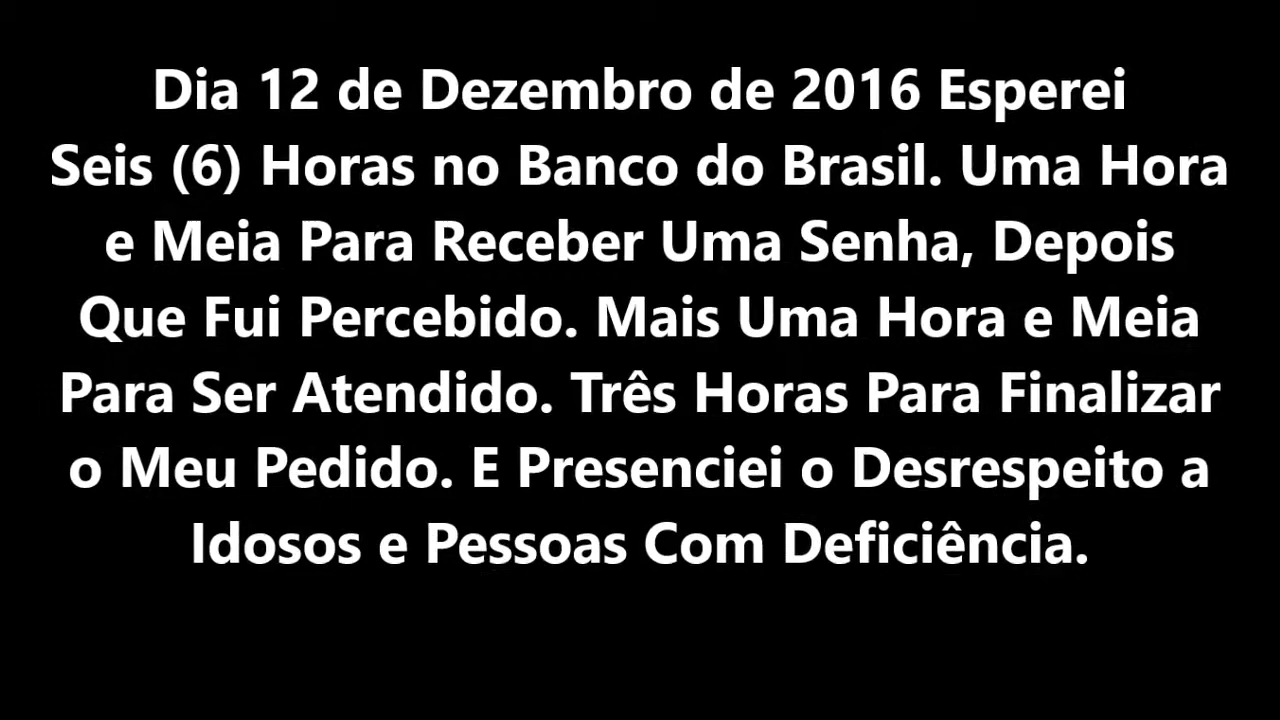 Dia 12 de Dezembro de 2016 Esperei
Seis (6) Horas no Banco do Brasil. Uma Hora
e Meia Para Receber Uma Senha, Depois
Que Fui Percebido. Mais Uma Hora e Meia
Para Ser Atendido. Três Horas Para Finalizar
o Meu Pedido. E Presenciei o Desrespeito a
Idosos e Pessoas Com Deficiência.